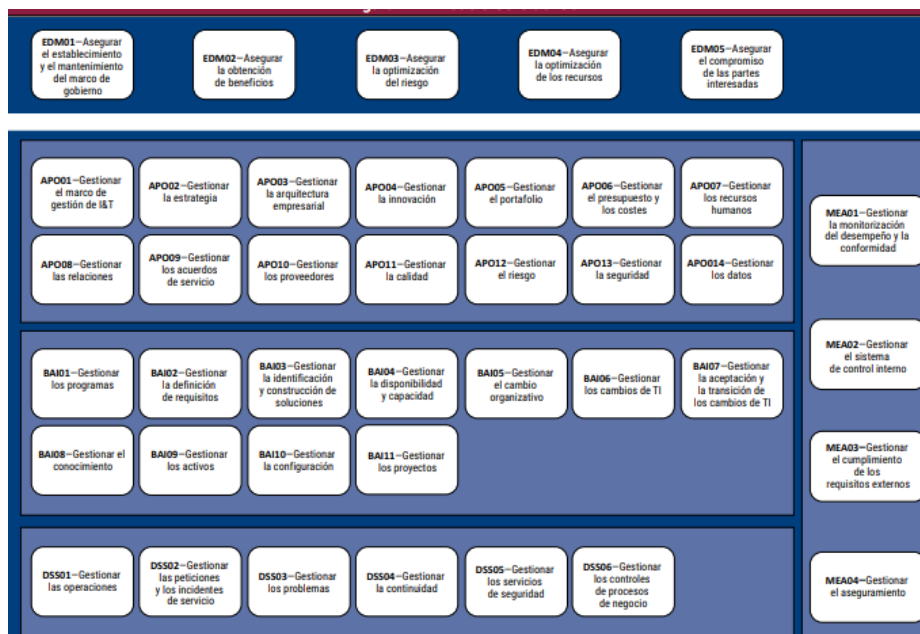 EDM01—Asegurar
el establecimiento
y el mantenimiento
del marco de
gobierno
EDM02—Asegurar
la obtención
de beneficios
EDM03—Asegurar
la optimización
del riesgo
EDM04—Asegurar
la optimización
de los recursos
EDM05—Asegurar
el compromiso
de las partes
interesadas
APO01—Gestionar
el marco de
gestión de I&T
APO02—Gestionar
la estrategia
APO03—Gestionar
la arquitectura
empresarial
APO04—Gestionar
la innovación
APO05—Gestionar
el portafolio
APO06—Gestionar
el presupuesto y
los costes
APO07—Gestionar
los recursos
humanos
APO08—Gestionar
las relaciones
APO09—Gestionar
los acuerdos
de servicio
APO10—Gestionar
los proveedores
APO11—Gestionar
la calidad
APO12—Gestionar
el riesgo
APO13—Gestionar
la seguridad
APO014—Gestionar
los datos
BAI01—Gestionar
los programas
BAI02—Gestionar
la definición
de requisitos
BAI03—Gestionar
la identificación
y construcción de
soluciones
BAI04—Gestionar
la disponibilidad
y capacidad
BAI05—Gestionar
el cambio
organizativo
BAI06—Gestionar
los cambios de TI
BAI07—Gestionar
la aceptación y
la transición de
los cambios de TI
BAI08—Gestionar el
conocimiento
BAI09—Gestionar
los activos
BAI10—Gestionar
la configuración
BAI11—Gestionar
los proyectos
DSS01—Gestionar
las operaciones
DSS02—Gestionar
las peticiones
y los incidentes
de servicio
DSS03—Gestionar
los problemas
DSS04—Gestionar
la continuidad
DSS05—Gestionar
los servicios
de seguridad
DSS06—Gestionar
los controles
de procesos
de negocio
MEA01—Gestionar
la monitorización
del desempeño y la
conformidad
MEA02—Gestionar
el sistema
de control interno
MEA03—Gestionar
el cumplimiento
de los
requisitos externos
MEA04—Gestionar
el aseguramiento